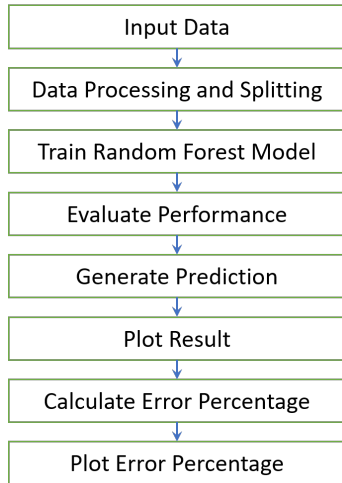 Input Data
Data Processing and Splitting
Train Random Forest Model
Evaluate Performance
Generate Prediction
Plot Result
Calculate Error Percentage
Plot Error Percentage